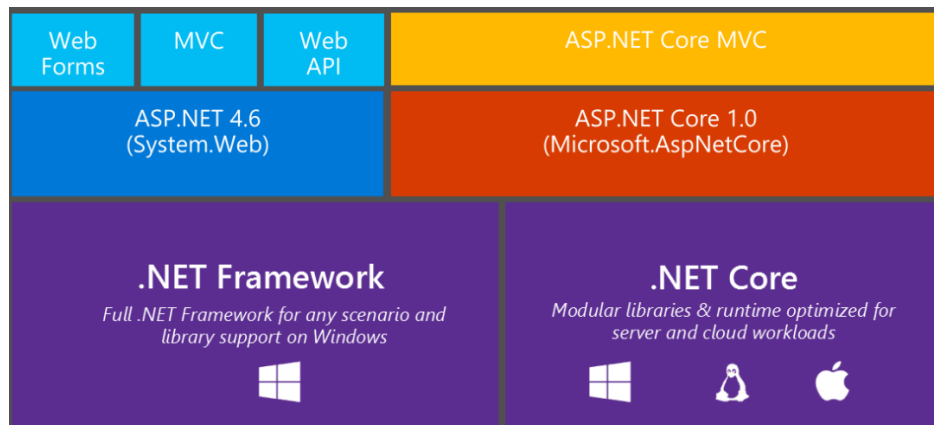 Web
Forms
MVC
Web
API
ASP.NET Core MVC
ASP.NET 4.6
(System.Web)
ASP.NET Core 1.0
(Microsoft.AspNetCore)
.NET Framework
Full .NET Framework for any scenario and
library support on Windows
.NET Core
Modular libraries & runtime optimized for
server and cloud workloads